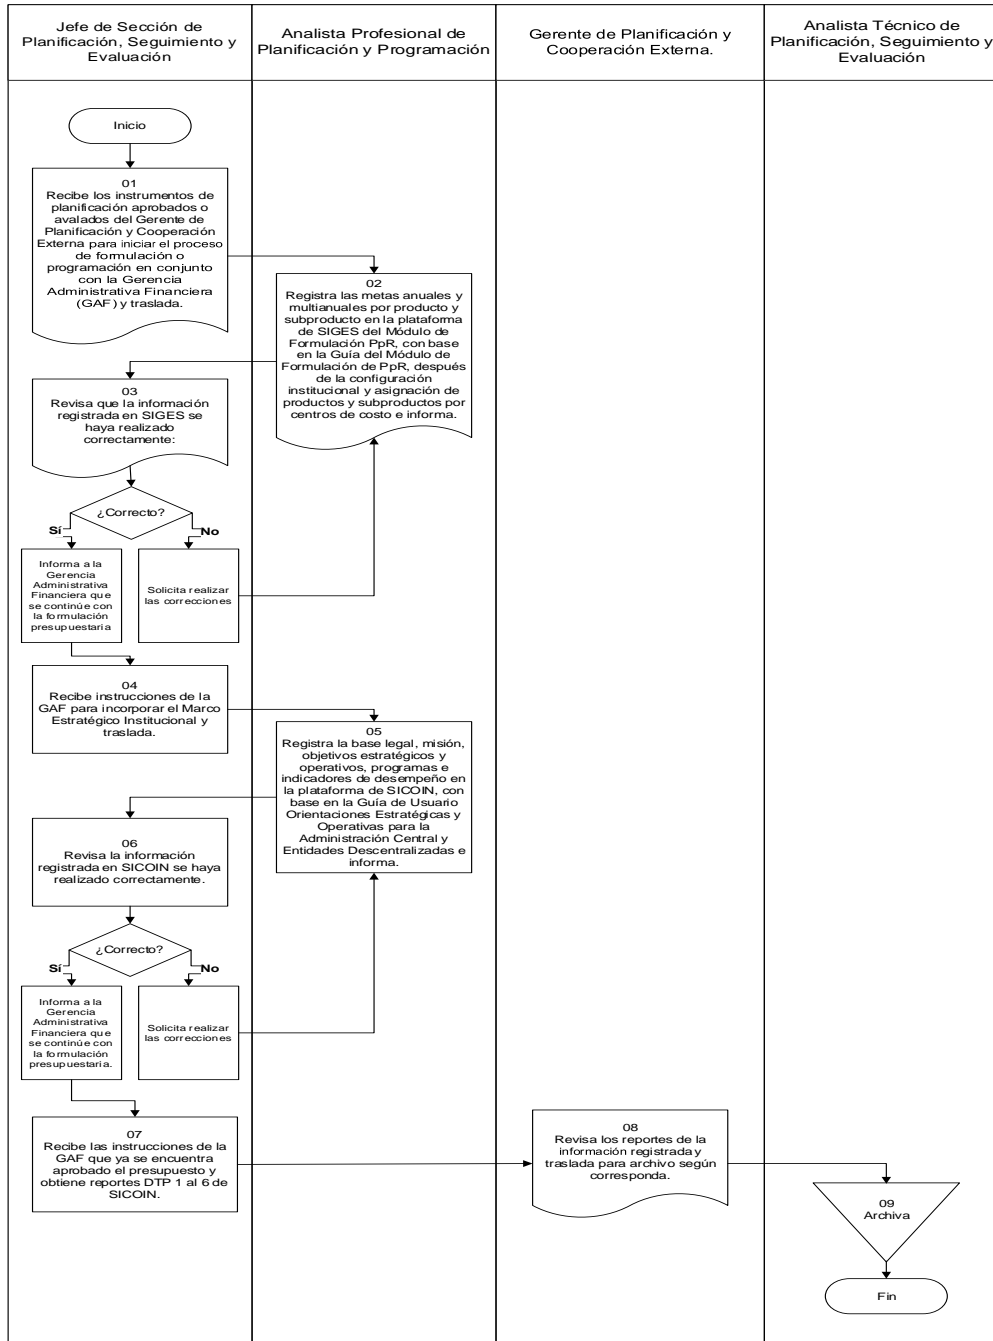 Jefe de Sección de
Planificación, Seguimiento y
Evaluación
Analista Profesional de
Planificación y Programación
Gerente de Planificación y
Cooperación Externa.
Analista Técnico de
Planificación, Seguimiento y
Evaluación
Inicio
01
Recibe los instrumentos de
planificación aprobados o
avalados del Gerente de
Planificación y Cooperación
Externa para iniciar el proceso
de formulación o
programación en conjunto
con la Gerencia
Administrativa Financiera
(GAF) y traslada.
02
Registra las metas anuales y
multianuales por producto y
subproducto en la plataforma
de SIGES del Módulo de
Formulación PpR, con base
en la Guía del Módulo de
Formulación de PpR, después
de la configuración
institucional y asignación de
productos y subproductos por
centros de costo e informa.
03
Revisa que la información
registrada en SIGES se
haya realizado
correctamente:
¿Correcto?
Sí
No
Informa a la
Gerencia
Administrativa
Financiera que
se continúe con
la formulación
presupuestaria
Solicita realizar
las correcciones
04
Recibe instrucciones de la
GAF para incorporar el Marco
Estratégico Institucional y
traslada.
05
Registra la base legal, misión,
objetivos estratégicos y
operativos, programas e
indicadores de desempeño en
la plataforma de SICOIN, con
base en la Guía de Usuario
Orientaciones Estratégicas y
Operativas para la
Administración Central y
Entidades Descentralizadas e
informa.
06
Revisa la información
registrada en SICOIN se haya
realizado correctamente.
¿Correcto?
Sí
No
Informa a la
Gerencia
Administrativa
Financiera que
se continúe con
la formulación
presupuestaria.
Solicita realizar
las correcciones
07
Recibe las instrucciones de la
GAF que ya se encuentra
aprobado el presupuesto y
obtiene reportes DTP 1 al 6 de
SICOIN.
08
Revisa los reportes de la
información registrada y
traslada para archivo según
corresponda.
09
Archiva
Fin